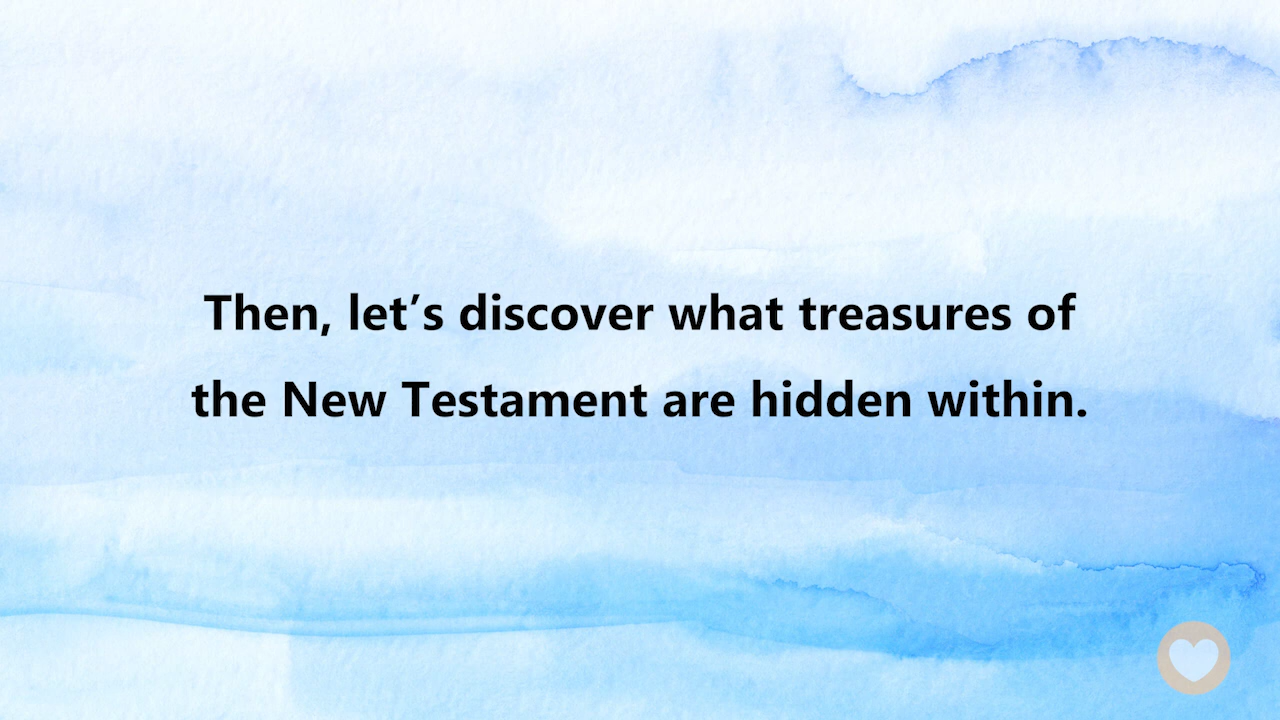 Then, let’s discover what treasures of
the New Testament are hidden within.